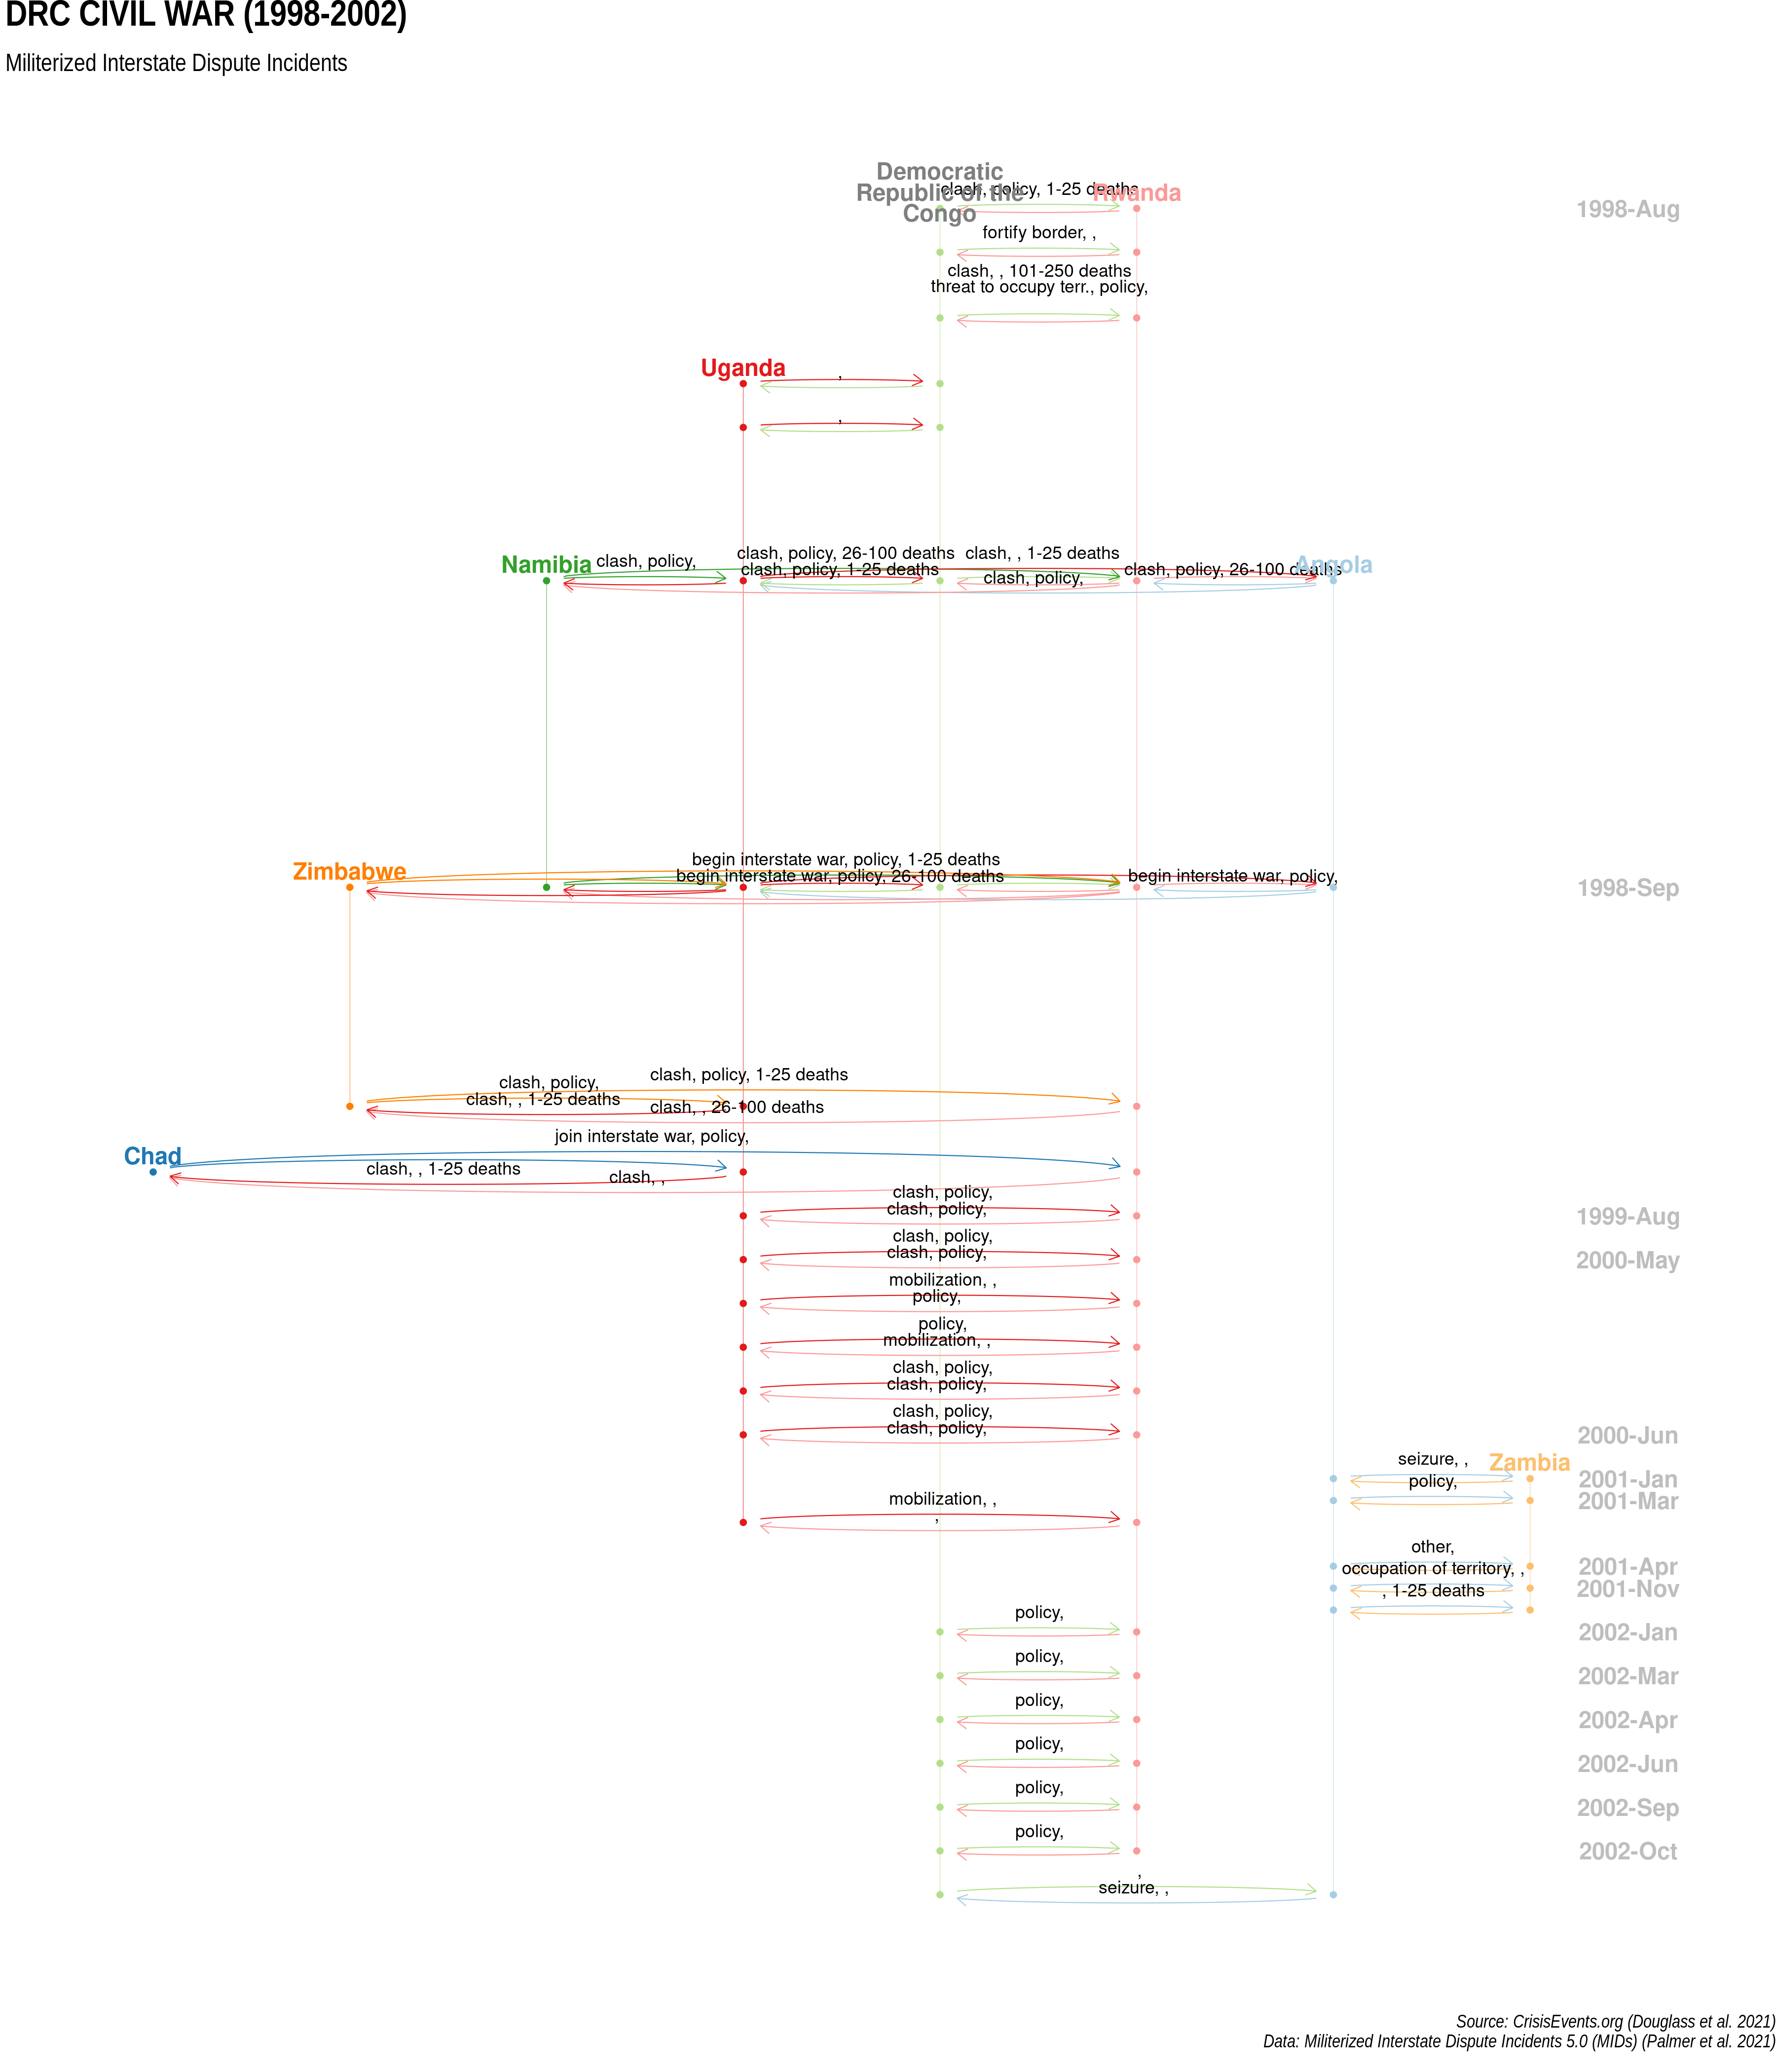 DRC CIVIL WAR (1998-2002)
Militerized Interstate Dispute Incidents
Democratic
Republic of the
Congo
clash, policy, 1-25 deaths
Rwanda
1998-Aug
fortify border, ,
clash, , 101-250 deaths
threat to occupy terr., policy,
Uganda
,
,
Namibia
clash, policy,
clash, policy, 26-100 deaths
clash, policy, 1-25 deaths
clash, , 1-25 deaths
clash, policy,
clash, policy, 26-100 deaths
Angola
Zimbabwe
begin interstate war, policy, 1-25 deaths
begin interstate war, policy, 26-100 deaths
begin interstate war, policy,
1998-Sep
clash, policy, 1-25 deaths
clash, policy,
clash, , 1-25 deaths
clash, , 26-100 deaths
join interstate war, policy,
Chad
clash, , 1-25 deaths
clash, ,
clash, policy,
clash, policy,
1999-Aug
clash, policy,
clash, policy,
2000-May
mobilization, ,
policy,
policy,
mobilization, ,
clash, policy,
clash, policy,
clash, policy,
clash, policy,
2000-Jun
seizure, ,
Zambia
2001-Jan
policy,
2001-Mar
mobilization, ,
,
other,
2001-Apr
occupation of territory, ,
2001-Nov
, 1-25 deaths
policy,
2002-Jan
policy,
2002-Mar
policy,
2002-Apr
policy,
2002-Jun
policy,
2002-Sep
policy,
2002-Oct
,
seizure, ,
Source: CrisisEvents.org (Douglass et al. 2021)
Data: Militerized Interstate Dispute Incidents 5.0 (MIDs) (Palmer et al. 2021)